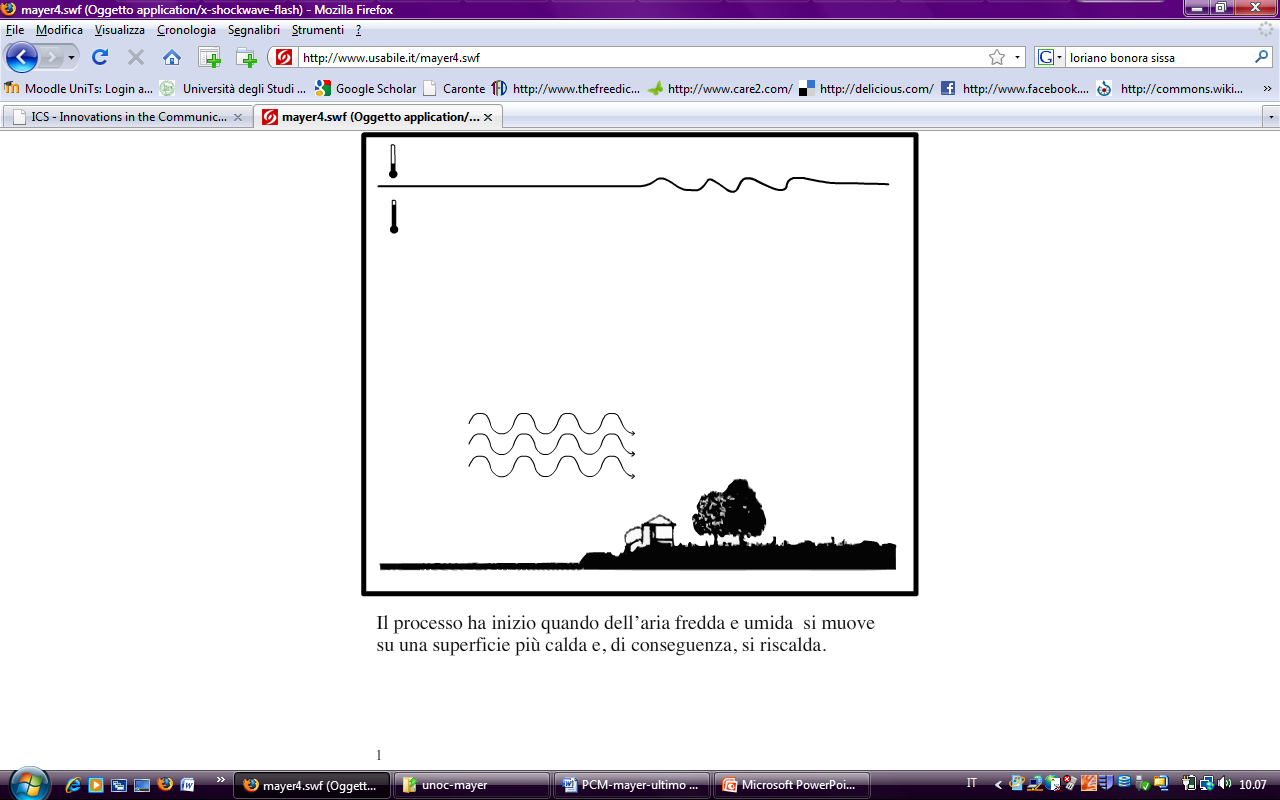 mayer4.swf (Oggetto application/x-shockwave-flash) - Mozilla Firefox
File Modifica Visualizza Cronologia Segnalibri Strumenti ?
http://www.usabile.it/mayer4.swf
loriano bonora sissa
Moodle UniTs: Login a... Università degli Studi ... Google Scholar Caronte http://www.thefreedic... http://www.care2.com/ http://delicious.com/ http://www.facebook.... http://commons.wiki... »
ICS - Innovations in the Communic... mayer4.swf (Oggetto application/...
Il processo ha inizio quando dell’aria fredda e umida si muove
su una superficie più calda e, di conseguenza, si riscalda.
1
» mayer4.swf (Oggett... unoc-mayer PCM-mayer-ultimo ... Microsoft PowerPoi... IT 10.07